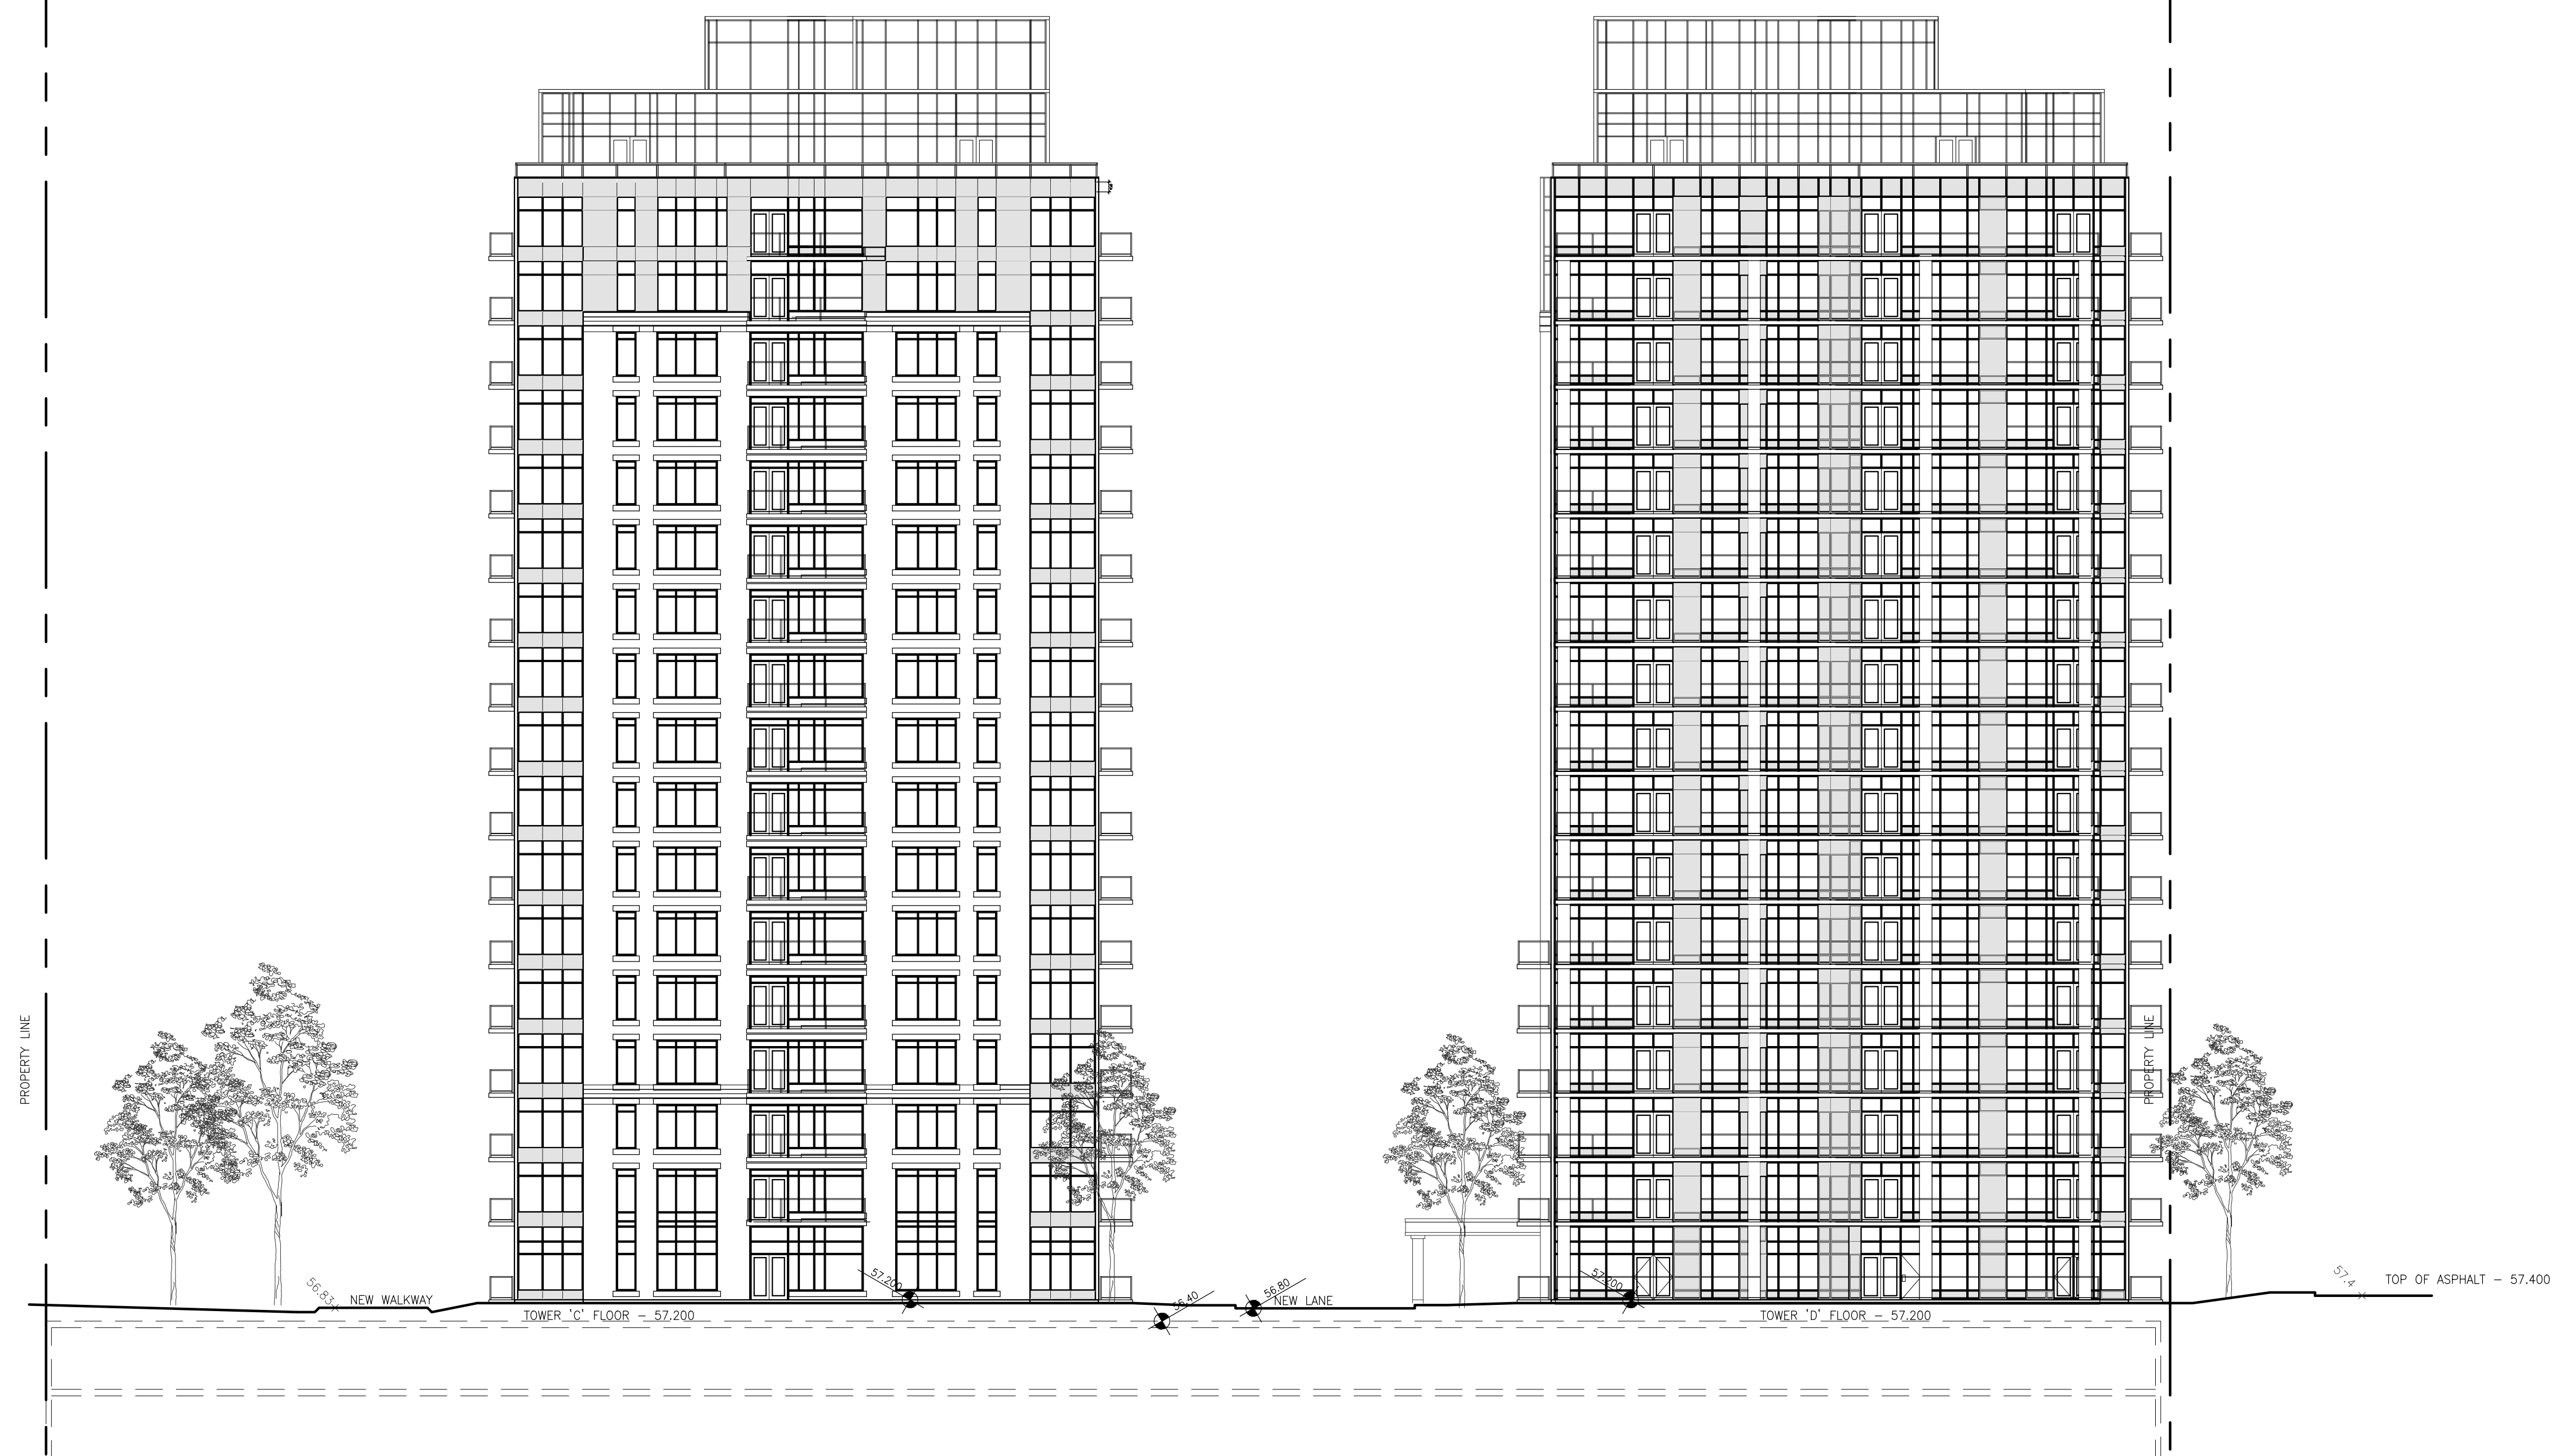 PROPERTY LINE
PROPERTY LINE
56.83
NEW WALKWAY
57.200
56.40
56.80
NEW LANE
57.200
57.4
TOP OF ASPHALT – 57.400
TOWER 'C' FLOOR – 57.200
TOWER 'D' FLOOR – 57.200